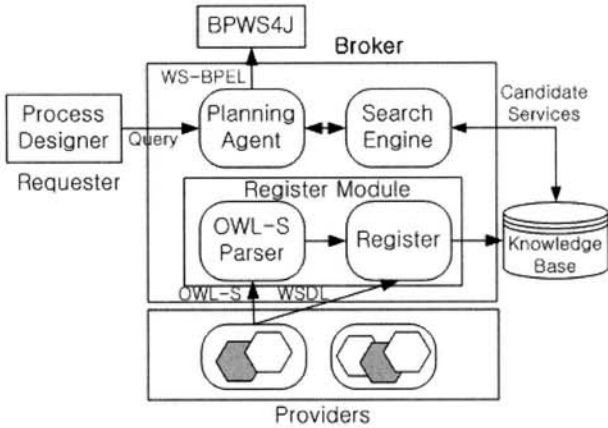 BPWS4J
Broker
WS-BPEL
Candidate
Services
Process
Designer
Query
Planning
Agent
Search
Engine
Requester
Register Module
OWL-S
Parser
Register
Knowledge
Base
OWL-S
WSDL
Providers